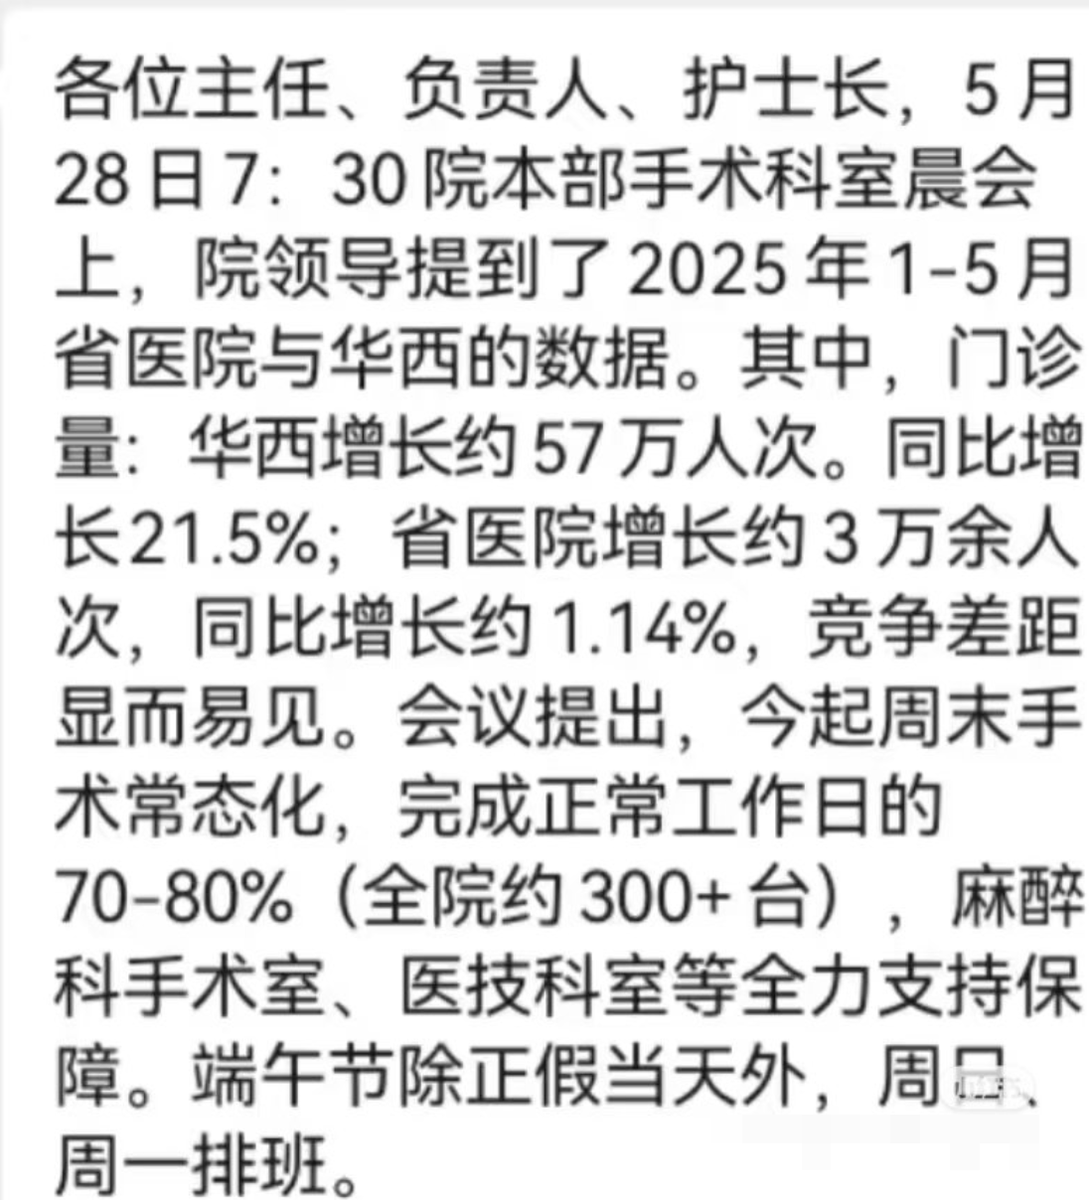 各位主任、负责人、护士长，5月
28日7：30院本部手术科室晨会
上，院领导提到了2025年1-5月
省医院与华西的数据。其中，门诊
量：华西增长约57万人次。同比增
长21.5%；省医院增长约3万余人
次，同比增长约1.14%，竞争差距
显而易见。会议提出，今起周末手
术常态化，完成正常工作日的
70-80%（全院约300+台），麻醉
科手术室、医技科室等全力支持保
障。端午节除正假当天外，周日、
周一排班。